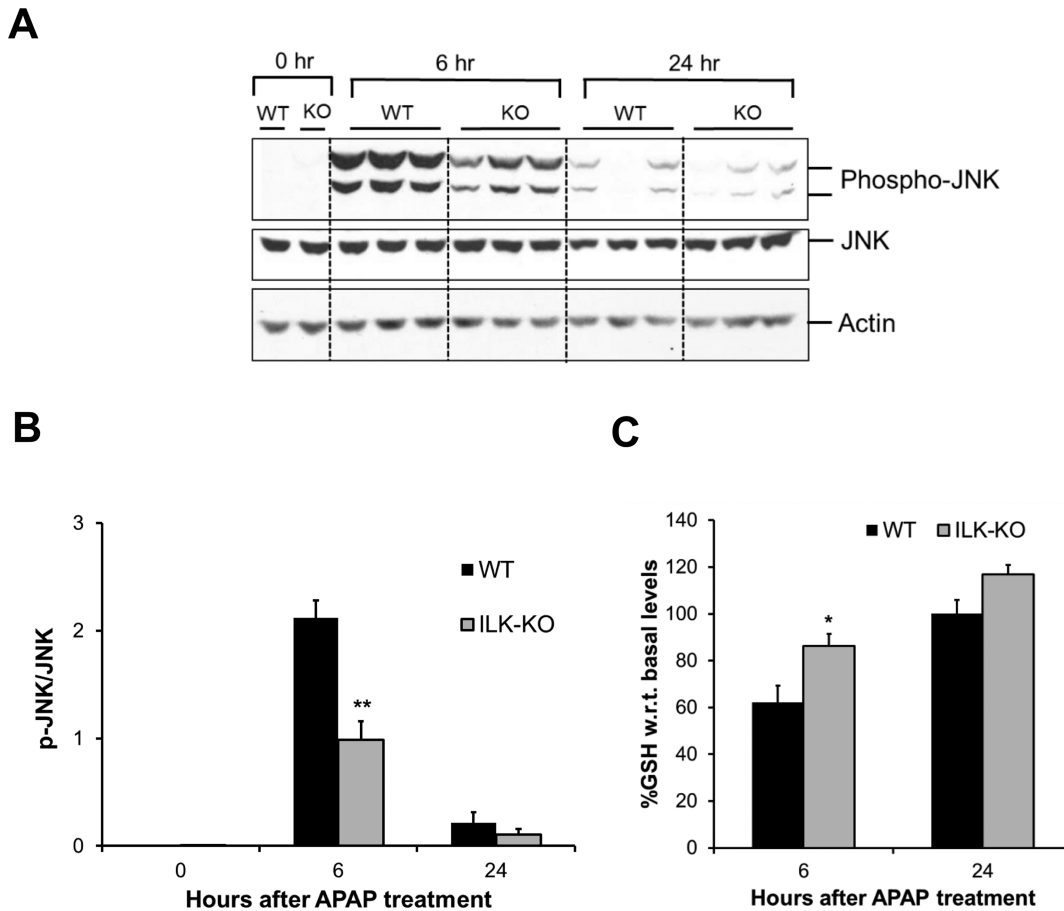 A
0 hr 6 hr 24 hr
WT KO WT KO WT KO
Phospho-JNK
JNK
Actin
B
3
2
1
0
p-JNK/JNK
WT
ILK-KO
**
0 6 24
Hours after APAP treatment
C
140
120
100
80
60
40
20
0
%GSH w.r.t. basal levels
WT ILK-KO
*
6 24
Hours after APAP treatment